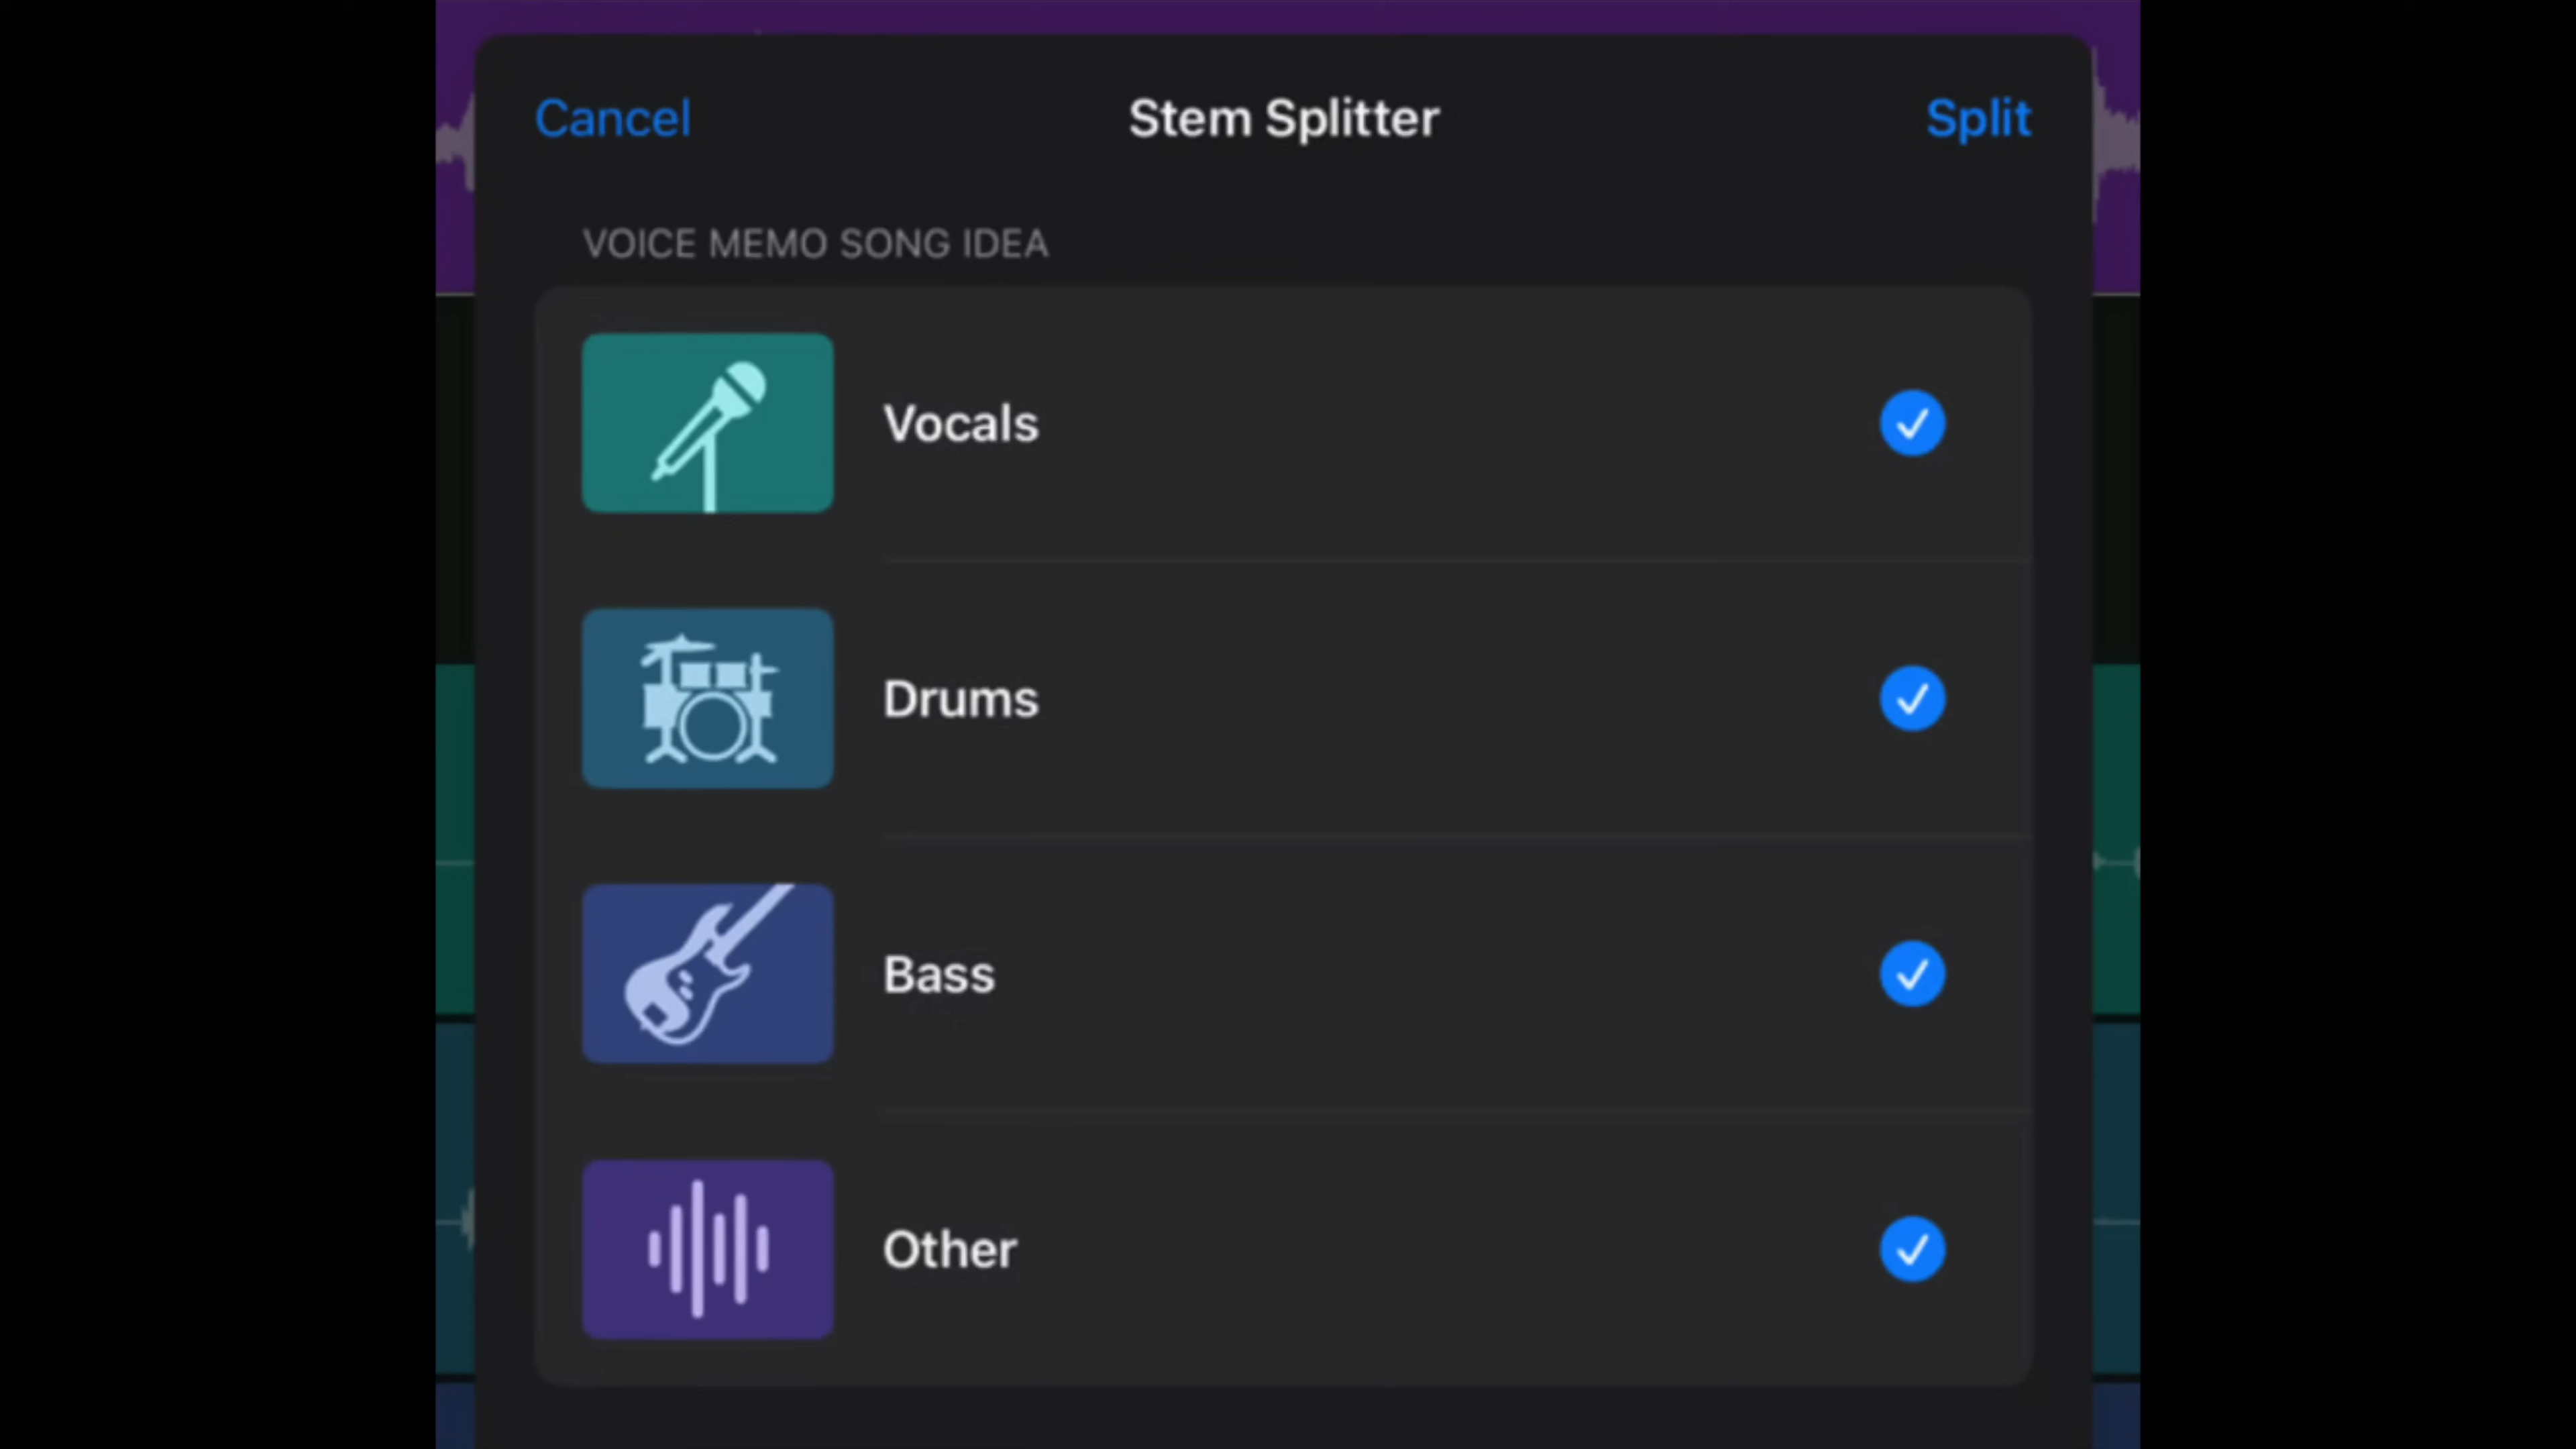 Cancel Stem Splitter Split
VOICE MEMO SONG IDEA
Vocals
Drums
Bass
Other